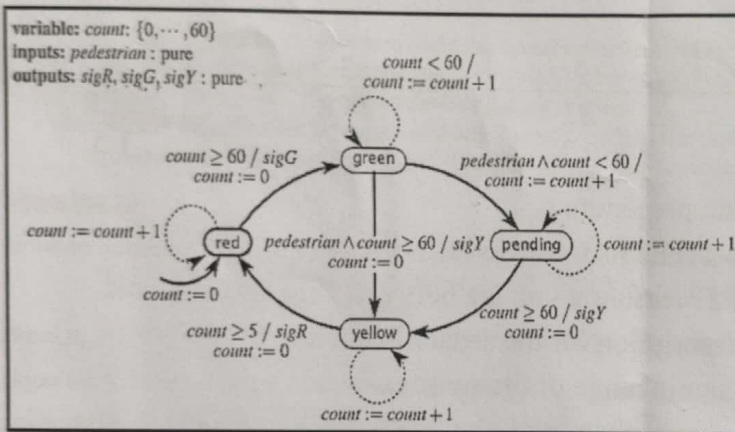 variable: count: {0,⋯,60}
inputs: pedestrian : pure
outputs: sigR, sigG, sigY : pure
count < 60 /
count := count+1
count ≥ 60 / sigG
count := 0
green
pedestrian ∧ count < 60 /
count := count+1
count := count+1
red
pedestrian ∧ count ≥ 60 / sigY
count := 0
pending
count := count+1
count := 0
count ≥ 5 / sigR
count := 0
yellow
count ≥ 60 / sigY
count := 0
count := count+1